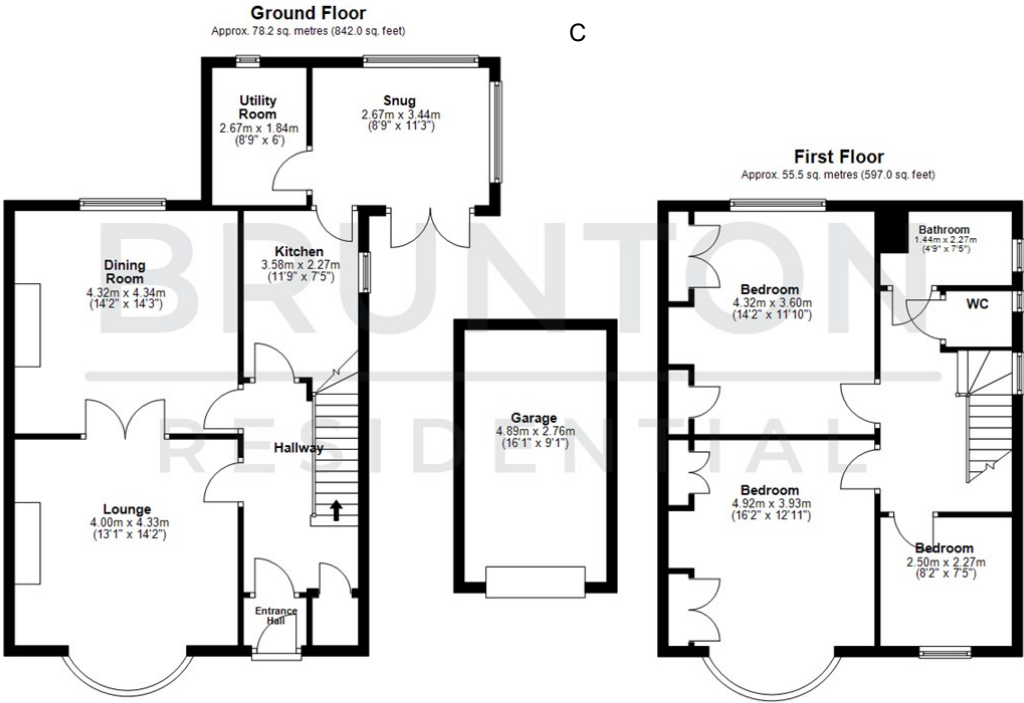 Ground Floor
Approx. 78.2 sq. metres (842.0 sq. feet)
C
Utility
Room
2.67m x 1.84m
(8'9" x 6')
Snug
2.67m x 3.44m
(8'9" x 11'3")
Dining
Room
4.32m x 4.34m
(14'2" x 14'3")
Kitchen
3.58m x 2.27m
(11'9" x 7'5")
Hallway
Lounge
4.00m x 4.33m
(13'1" x 14'2")
Entrance
Hall
Garage
4.89m x 2.76m
(16'1" x 9'1")
First Floor
Approx. 55.5 sq. metres (597.0 sq. feet)
Bathroom
1.44m x 2.27m
(4'9" x 7'5")
Bedroom
4.32m x 3.60m
(14'2" x 11'10")
WC
Bedroom
4.92m x 3.93m
(16'2" x 12'11")
Bedroom
2.50m x 2.27m
(8'2" x 7'5")
BRUNTON
RESIDENTIAL